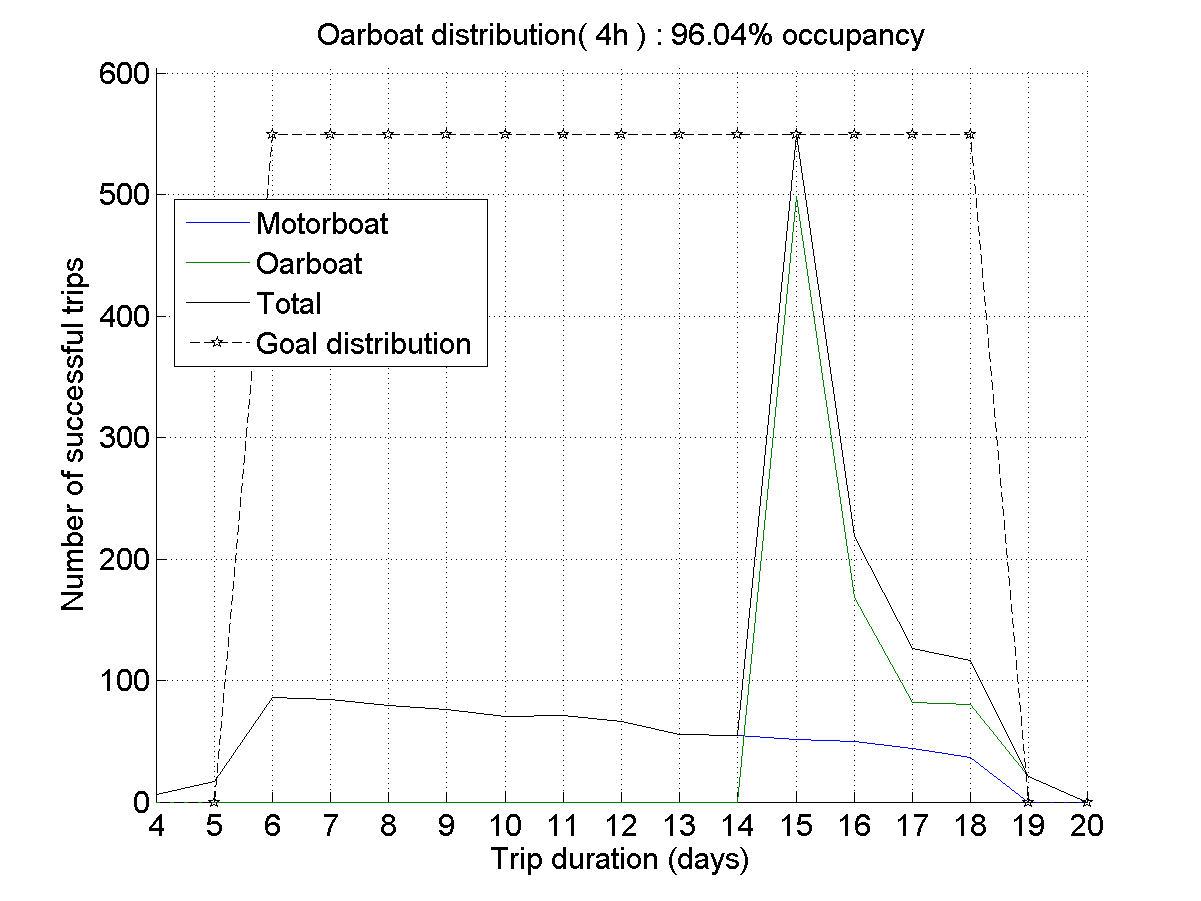 Oarboat distribution( 4h ) : 96.04% occupancy
600
500
400
300
200
100
0
Number of successful trips
Motorboat
Oarboat
Total
Goal distribution
4 5 6 7 8 9 10 11 12 13 14 15 16 17 18 19 20
Trip duration (days)